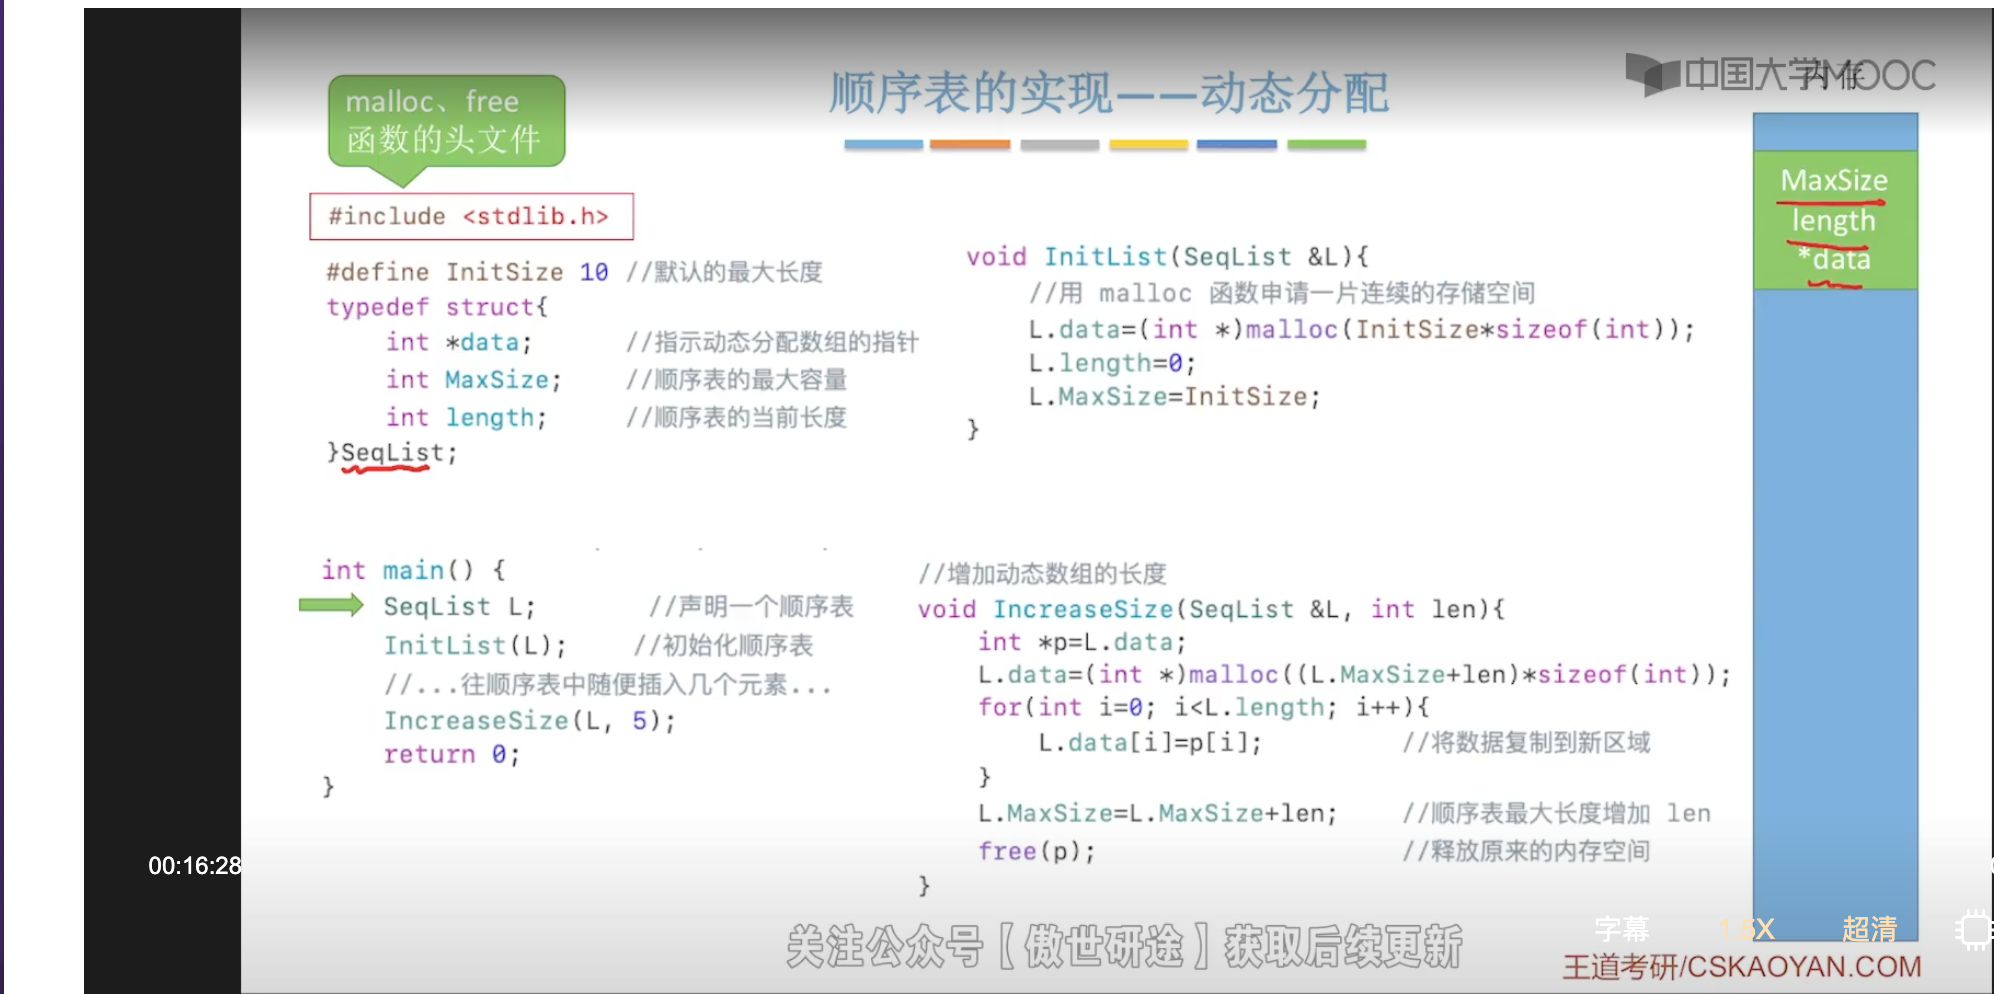 中国大学MOOC
内存
顺序表的实现——动态分配
malloc、free
函数的头文件
#include <stdlib.h>
#define InitSize 10 //默认的最大长度
typedef struct{
int *data; //指示动态分配数组的指针
int MaxSize; //顺序表的最大容量
int length; //顺序表的当前长度
}SeqList;
void InitList(SeqList &L){
//用 malloc 函数申请一片连续的存储空间
L.data=(int *)malloc(InitSize*sizeof(int));
L.length=0;
L.MaxSize=InitSize;
}
MaxSize
length
*data
int main() {
SeqList L; //声明一个顺序表
InitList(L); //初始化顺序表
//...往顺序表中随便插入几个元素...
IncreaseSize(L, 5);
return 0;
}
//增加动态数组的长度
void IncreaseSize(SeqList &L, int len){
int *p=L.data;
L.data=(int *)malloc((L.MaxSize+len)*sizeof(int));
for(int i=0; i<L.length; i++){
L.data[i]=p[i]; //将数据复制到新区域
}
L.MaxSize=L.MaxSize+len; //顺序表最大长度增加 len
free(p); //释放原来的内存空间
}
00:16:28
关注公众号【傲世研途】获取后续更新
字幕 1.5X 超清
王道考研/CSKAOYAN.COM